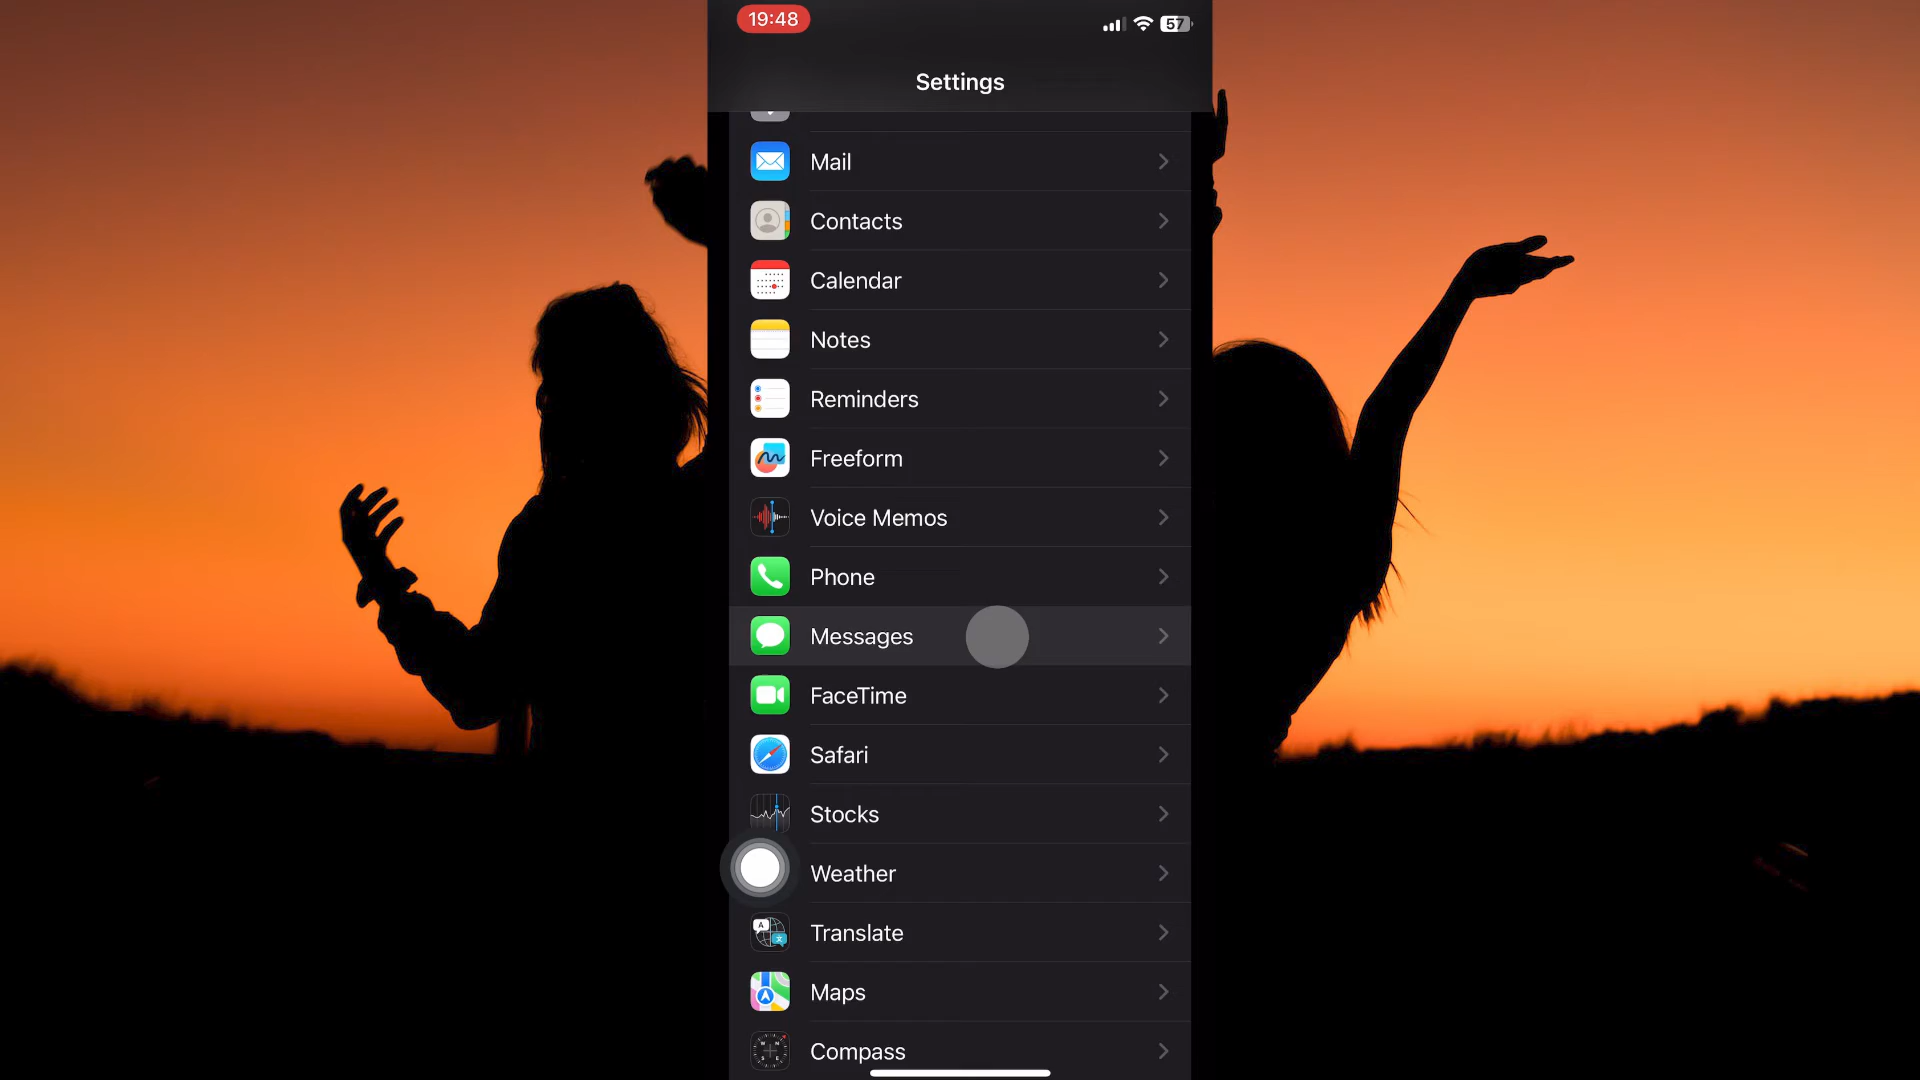 19:48
57
Settings
Mail
Contacts
Calendar
Notes
Reminders
Freeform
Voice Memos
Phone
Messages
FaceTime
Safari
Stocks
Weather
Translate
Maps
Compass